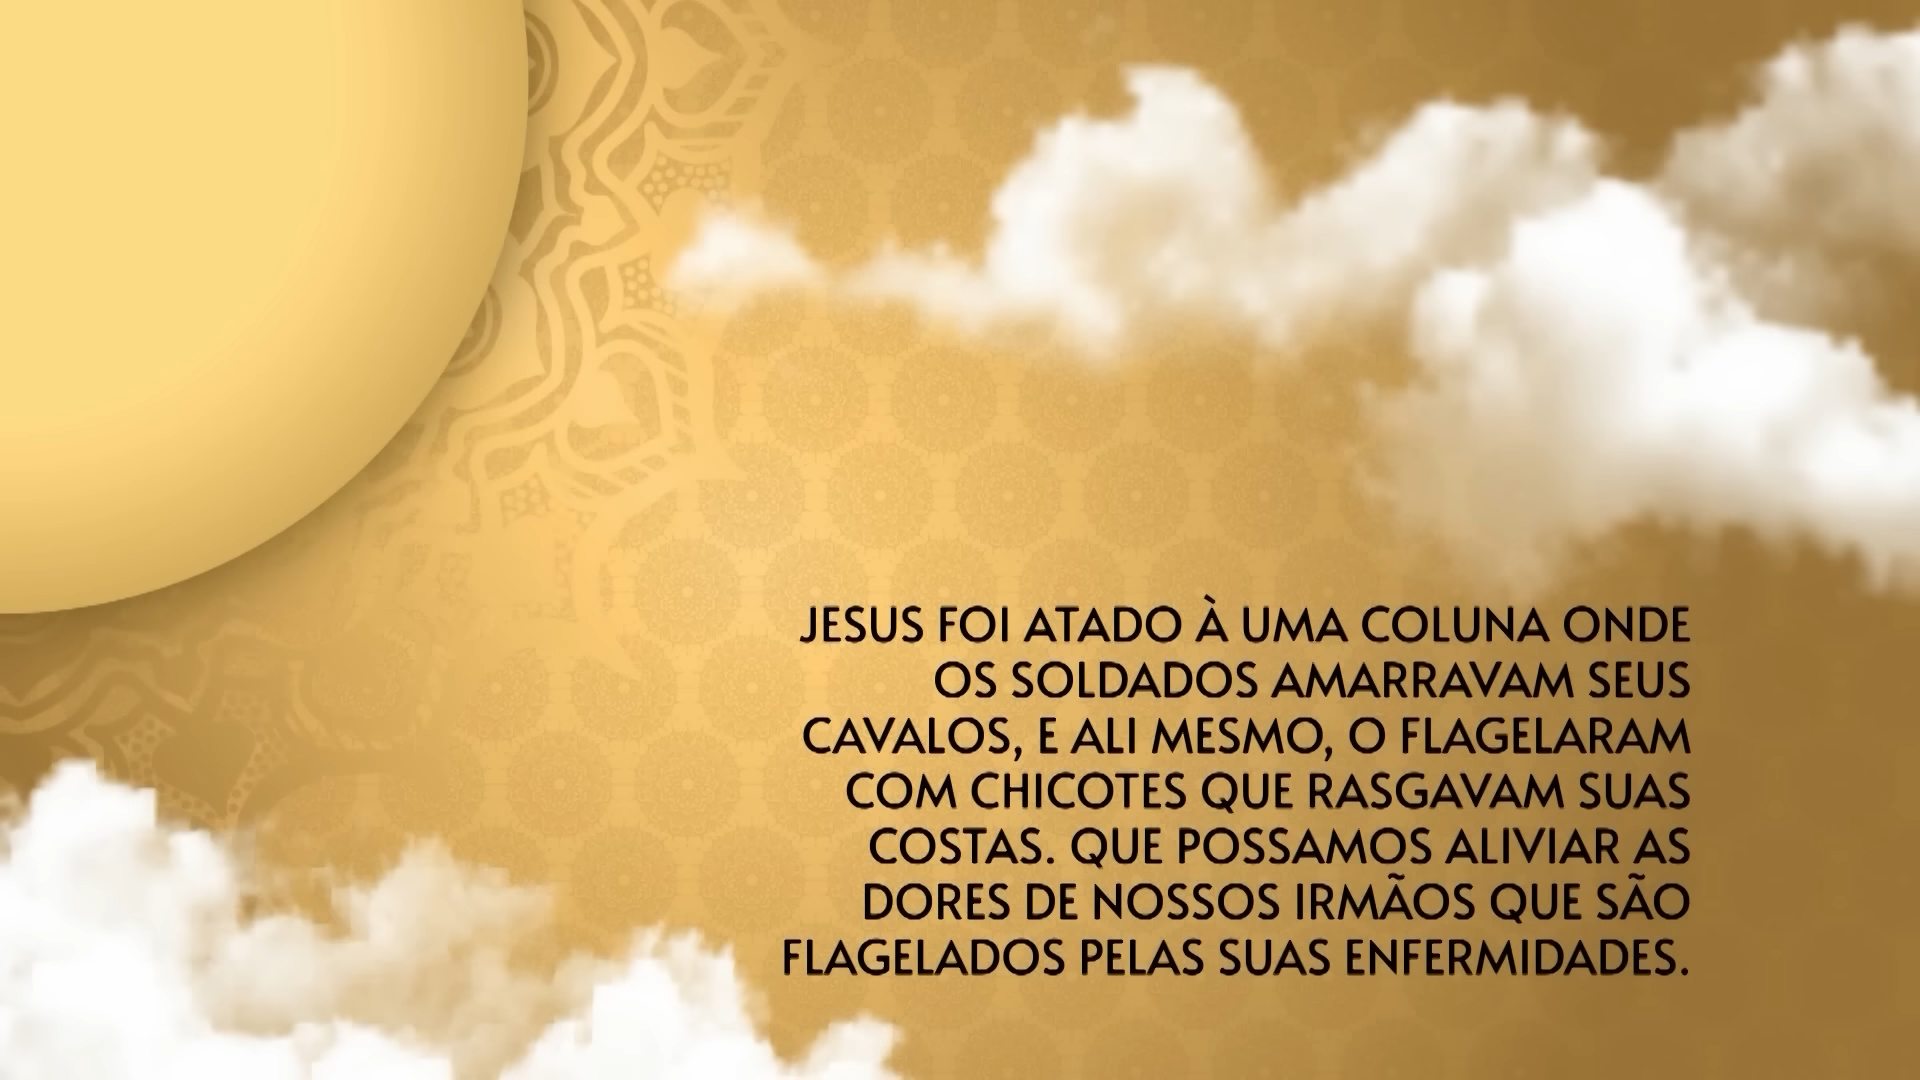 JESUS FOI ATADO À UMA COLUNA ONDE
OS SOLDADOS AMARRAVAM SEUS
CAVALOS, E ALI MESMO, O FLAGELARAM
COM CHICOTES QUE RASGAVAM SUAS
COSTAS. QUE POSSAMOS ALIVIAR AS
DORES DE NOSSOS IRMÃOS QUE SÃO
FLAGELADOS PELAS SUAS ENFERMIDADES.